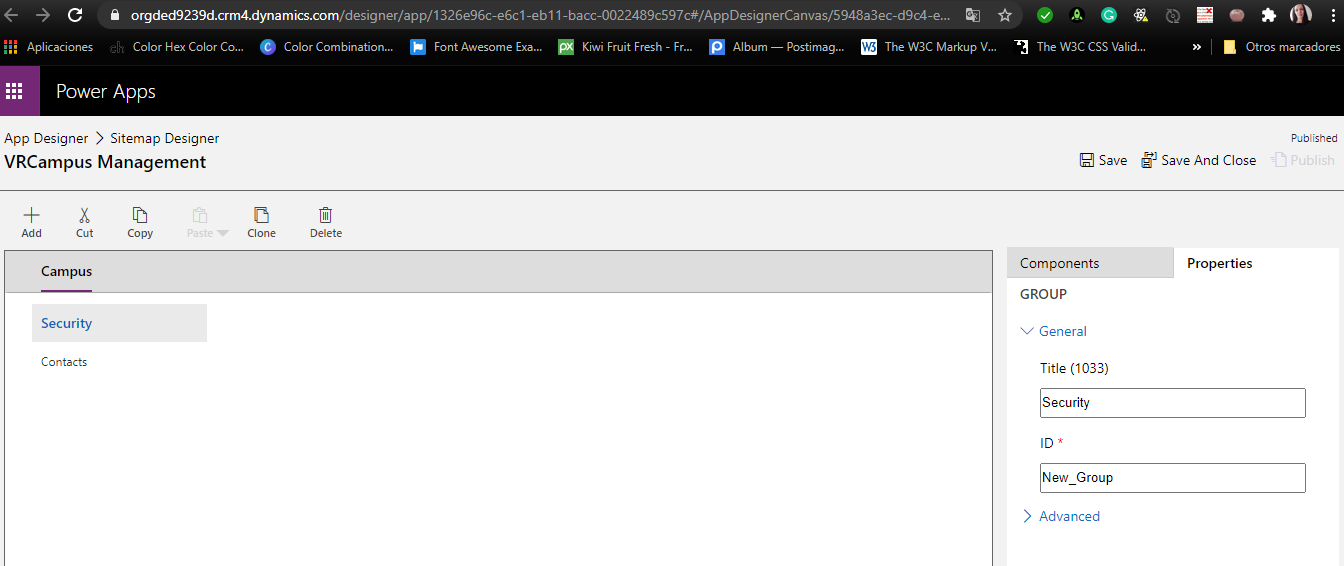 orgded9239d.crm4.dynamics.com/designer/app/1326e96c-e6c1-eb11-bacc-0022489c597c#/AppDesignerCanvas/5948a3ec-d9c4-e...
Aplicaciones ch Color Hex Color Co... C Color Combination... Font Awesome Exa... px Kiwi Fruit Fresh - Fr... P Album — Postimag... W3 The W3C Markup V... The W3C CSS Valid... » Otros marcadores
Power Apps
App Designer > Sitemap Designer
Published
VRCampus Management
Save Save And Close Publish
Add Cut Copy Paste Clone Delete
Campus
Components Properties
GROUP
Security
General
Contacts
Title (1033)
Security
ID *
New_Group
Advanced